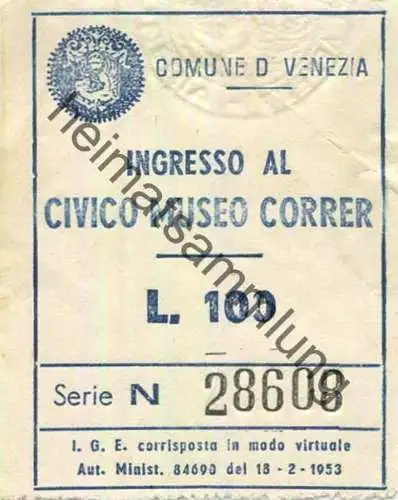 COMUNE D VENEZIA
INGRESSO AL
CIVICO MUSEO CORRER
L. 100
Serie N 28608
I. G. E. corrisposta in modo virtuale
Aut. Minist. 84690 del 18 - 2 - 1953
heimatsammlung